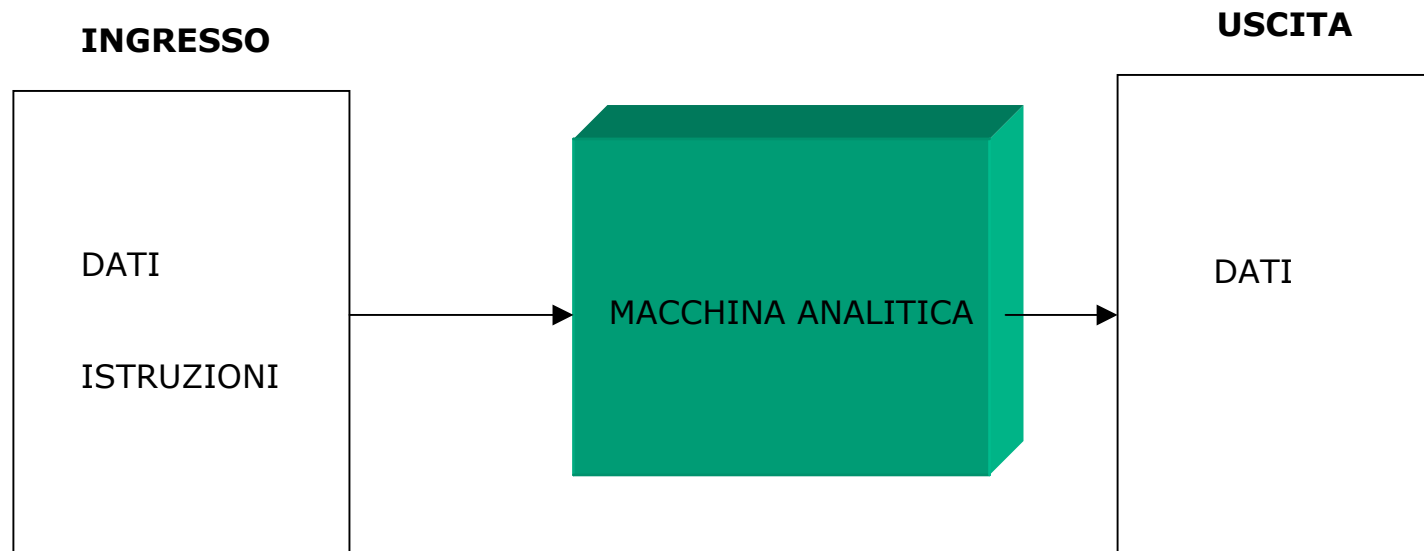 INGRESSO
USCITA
DATI
ISTRUZIONI
MACCHINA ANALITICA
DATI